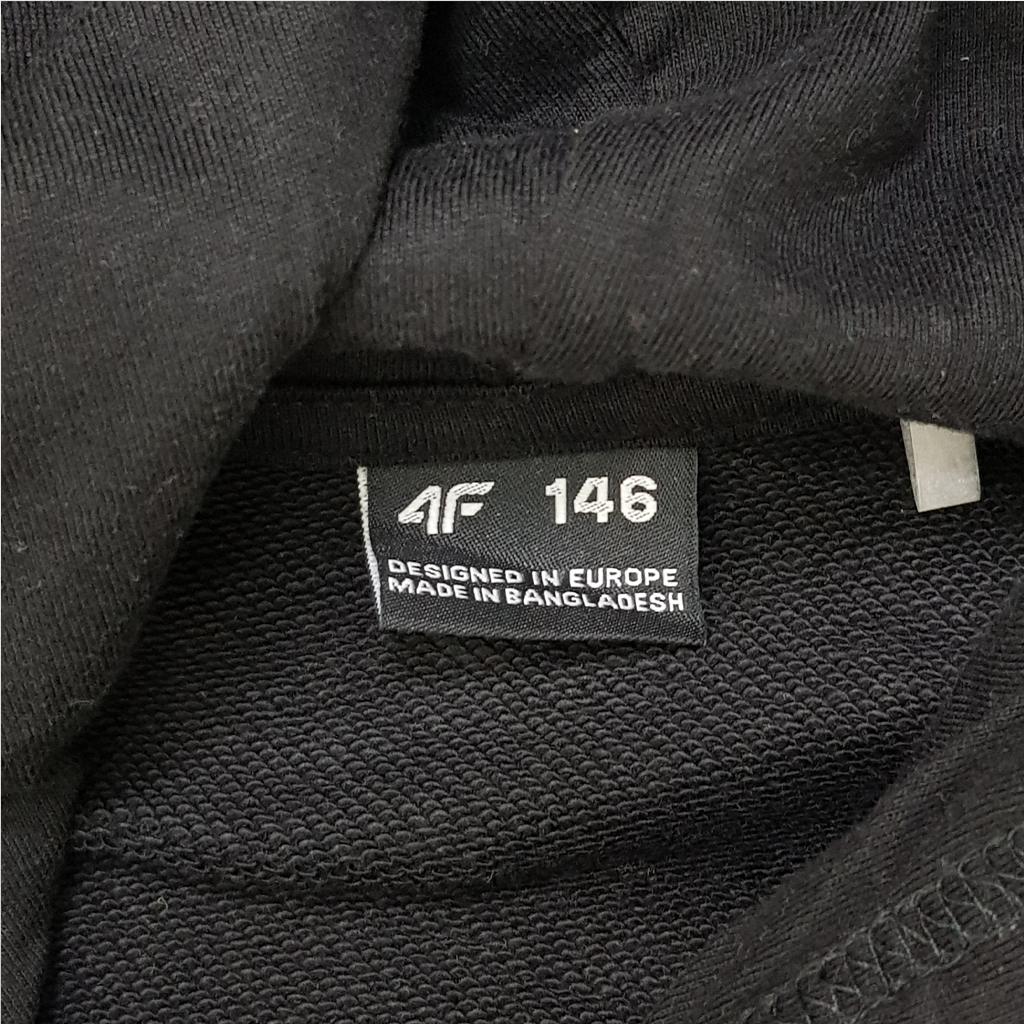 4F 146
DESIGNED IN EUROPE
MADE IN BANGLADESH